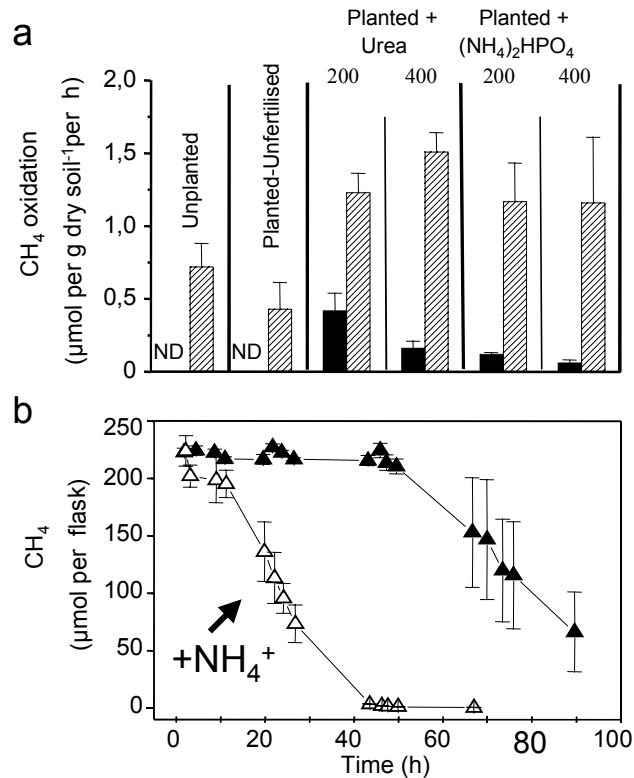 a
Planted + Planted +
Urea (NH4)2HPO4
200 400 200 400
2,0
1,5
1,0
0,5
0
CH4 oxidation
(µmol per g dry soil-1per h)
Unplanted
Planted-Unfertilised
ND ND
b
250
200
150
100
50
0
CH4
(µmol per flask)
+NH4+
0 20 40 60 80 100
Time (h)